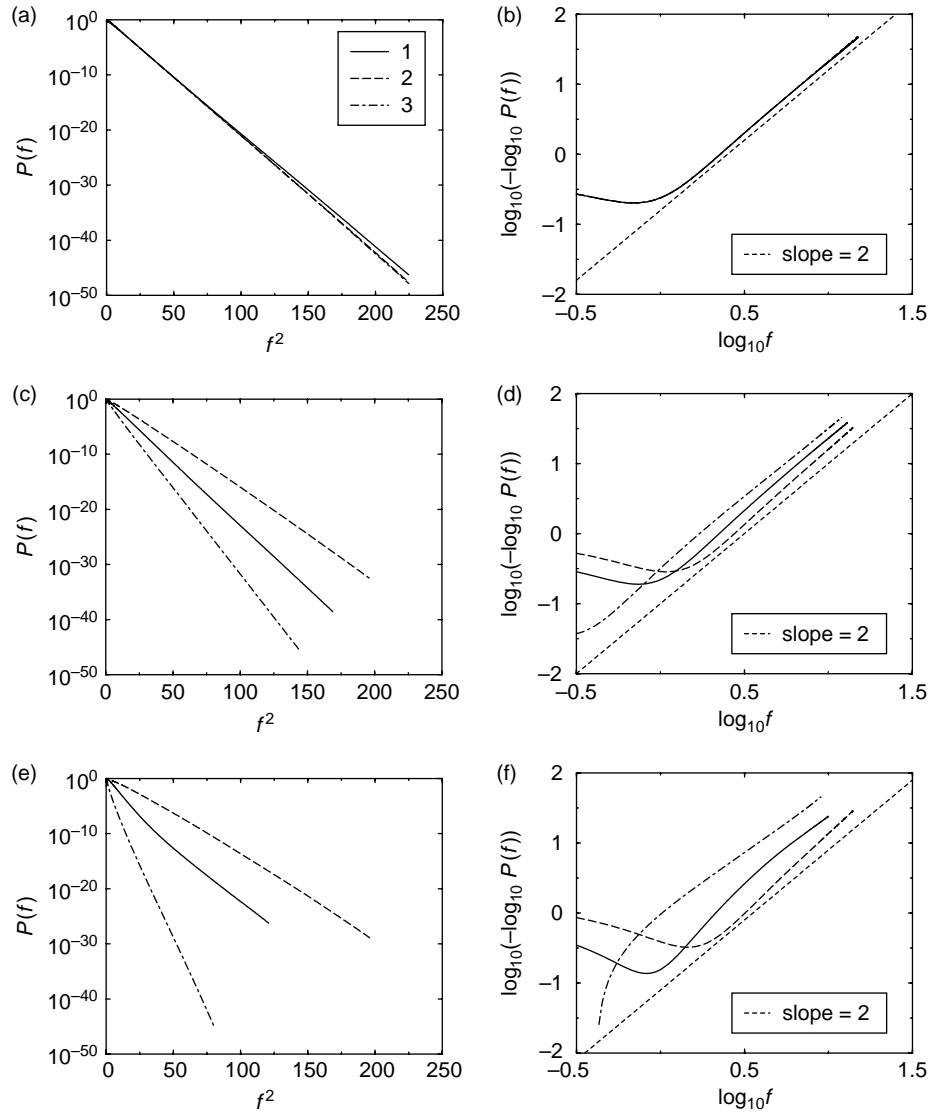 (a)
10^0
10^–10
10^–20
10^–30
10^–40
10^–50
P(f)
0 50 100 150 200 250
f^2
1
2
3
(b)
2
1
0
–1
–2
log10(–log10 P(f))
–0.5 0.5 1.5
log10f
slope = 2
(c)
10^0
10^–10
10^–20
10^–30
10^–40
10^–50
P(f)
0 50 100 150 200 250
f^2
(d)
2
1
0
–1
–2
log10(–log10 P(f))
–0.5 0.5 1.5
log10f
slope = 2
(e)
10^0
10^–10
10^–20
10^–30
10^–40
10^–50
P(f)
0 50 100 150 200 250
f^2
(f)
2
1
0
–1
–2
log10(–log10 P(f))
–0.5 0.5 1.5
log10f
slope = 2